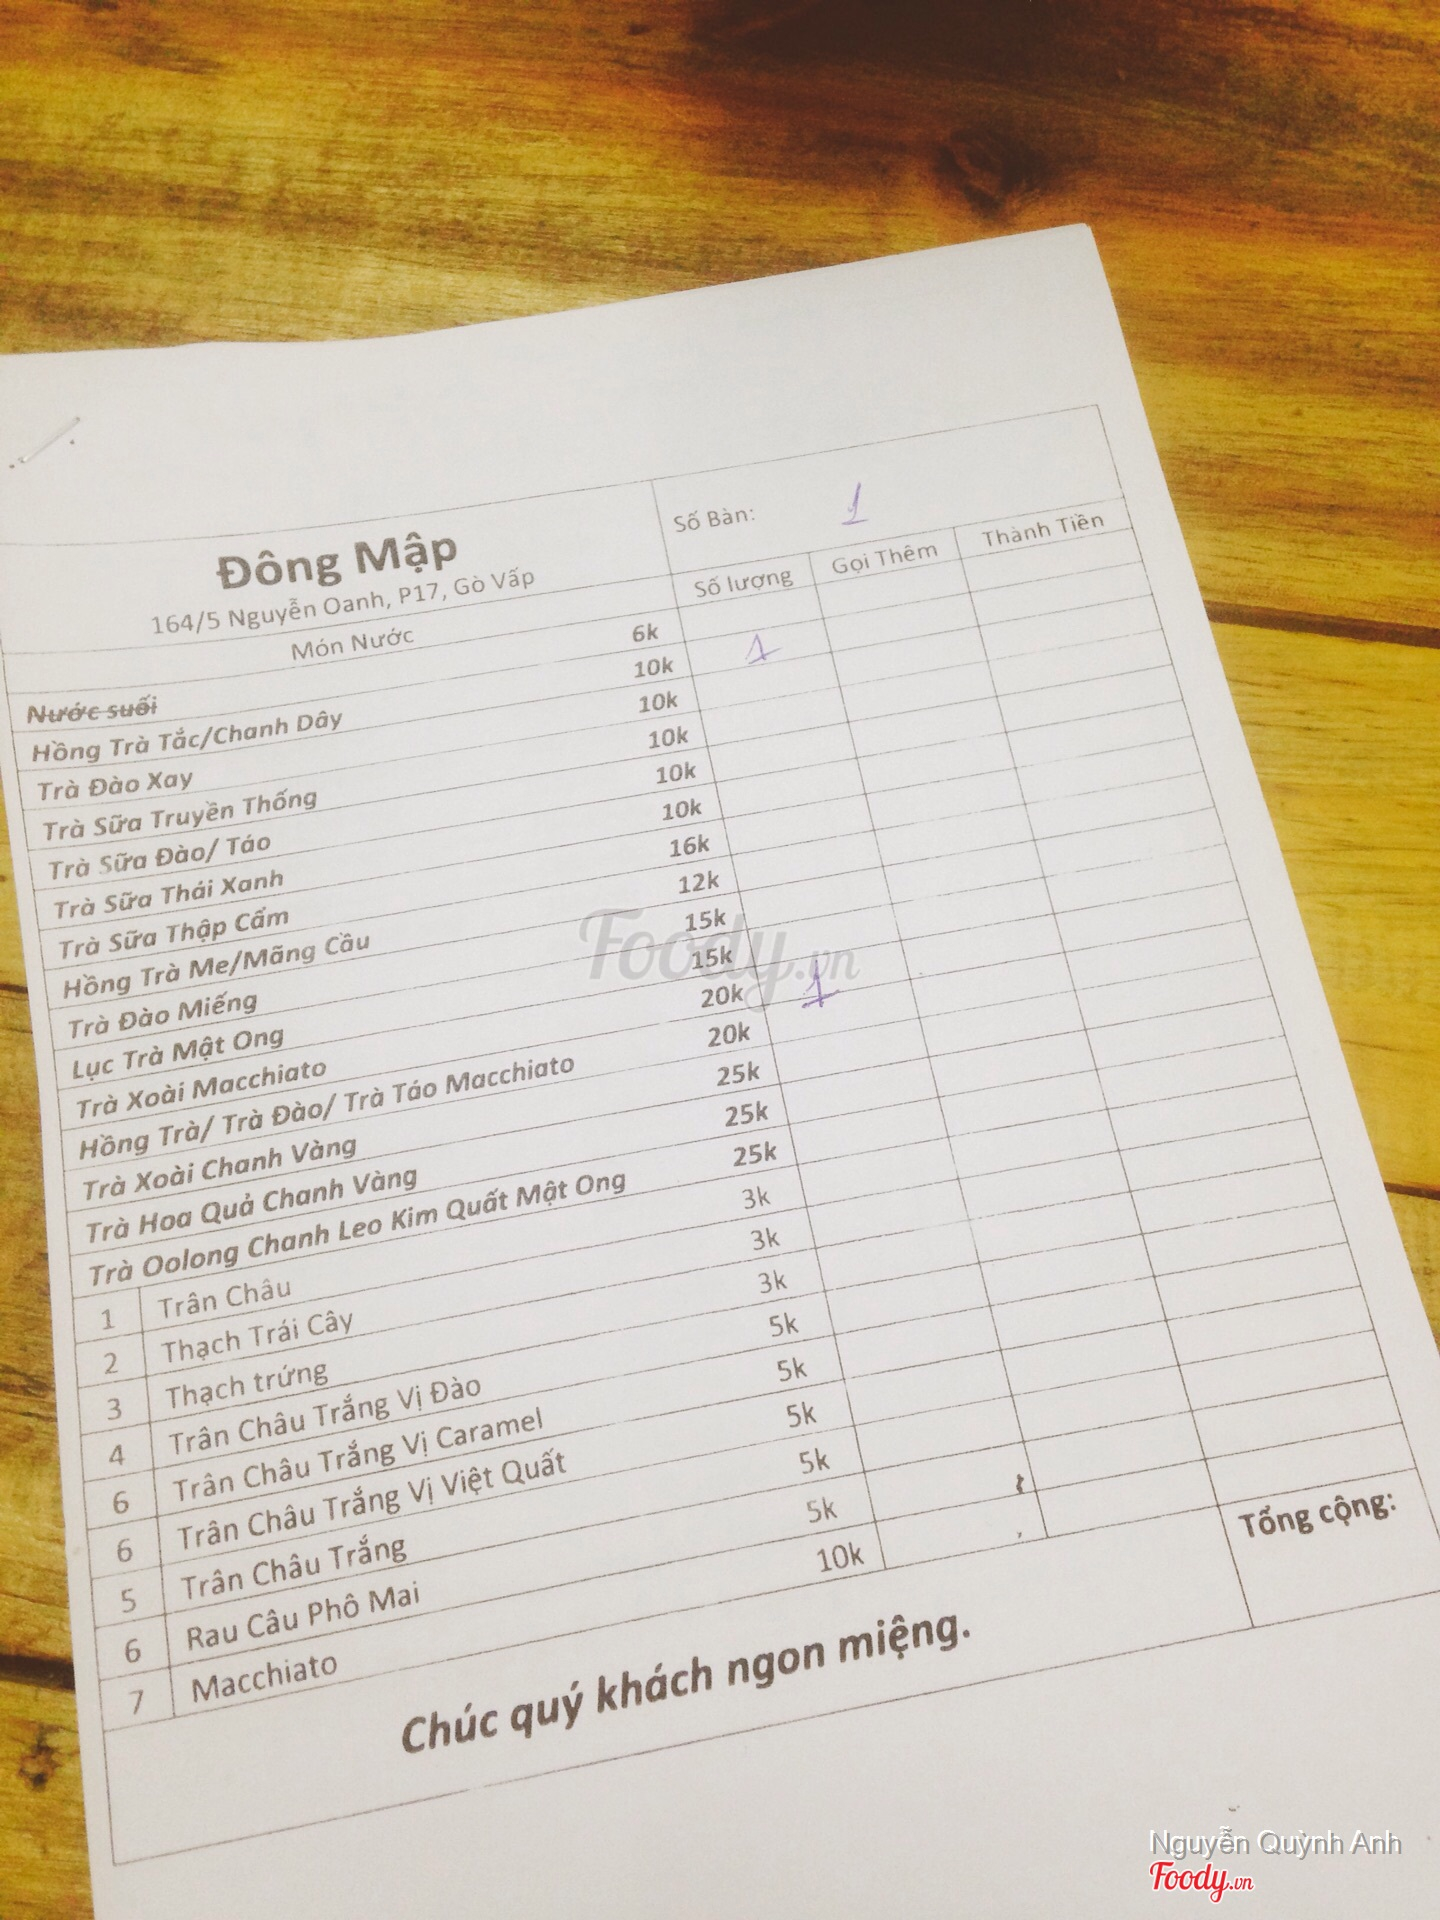 Đông Mập
164/5 Nguyễn Oanh, P17, Gò Vấp
Số Bàn: 1
Món Nước Số lượng Gọi Thêm Thành Tiền
Nước suối 6k
Hồng Trà Tắc/Chanh Dây 10k 1
Trà Đào Xay 10k
Trà Sữa Truyền Thống 10k
Trà Sữa Đào/ Táo 10k
Trà Sữa Thái Xanh 10k
Trà Sữa Thập Cẩm 16k
Hồng Trà Me/Mãng Cầu 12k
Trà Đào Miếng 15k
Lục Trà Mật Ong 15k
Trà Xoài Macchiato 20k 1
Hồng Trà/ Trà Đào/ Trà Táo Macchiato 20k
Trà Xoài Chanh Vàng 25k
Trà Hoa Quả Chanh Vàng 25k
Trà Oolong Chanh Leo Kim Quất Mật Ong 25k
1 Trân Châu 3k
2 Thạch Trái Cây 3k
3 Thạch trứng 3k
4 Trân Châu Trắng Vị Đào 5k
6 Trân Châu Trắng Vị Caramel 5k
6 Trân Châu Trắng Vị Việt Quất 5k
5 Trân Châu Trắng 5k
6 Rau Câu Phô Mai 5k
7 Macchiato 10k
Tổng cộng:
Chúc quý khách ngon miệng.
Foody.vn
Nguyễn Quỳnh Anh
Foody.vn